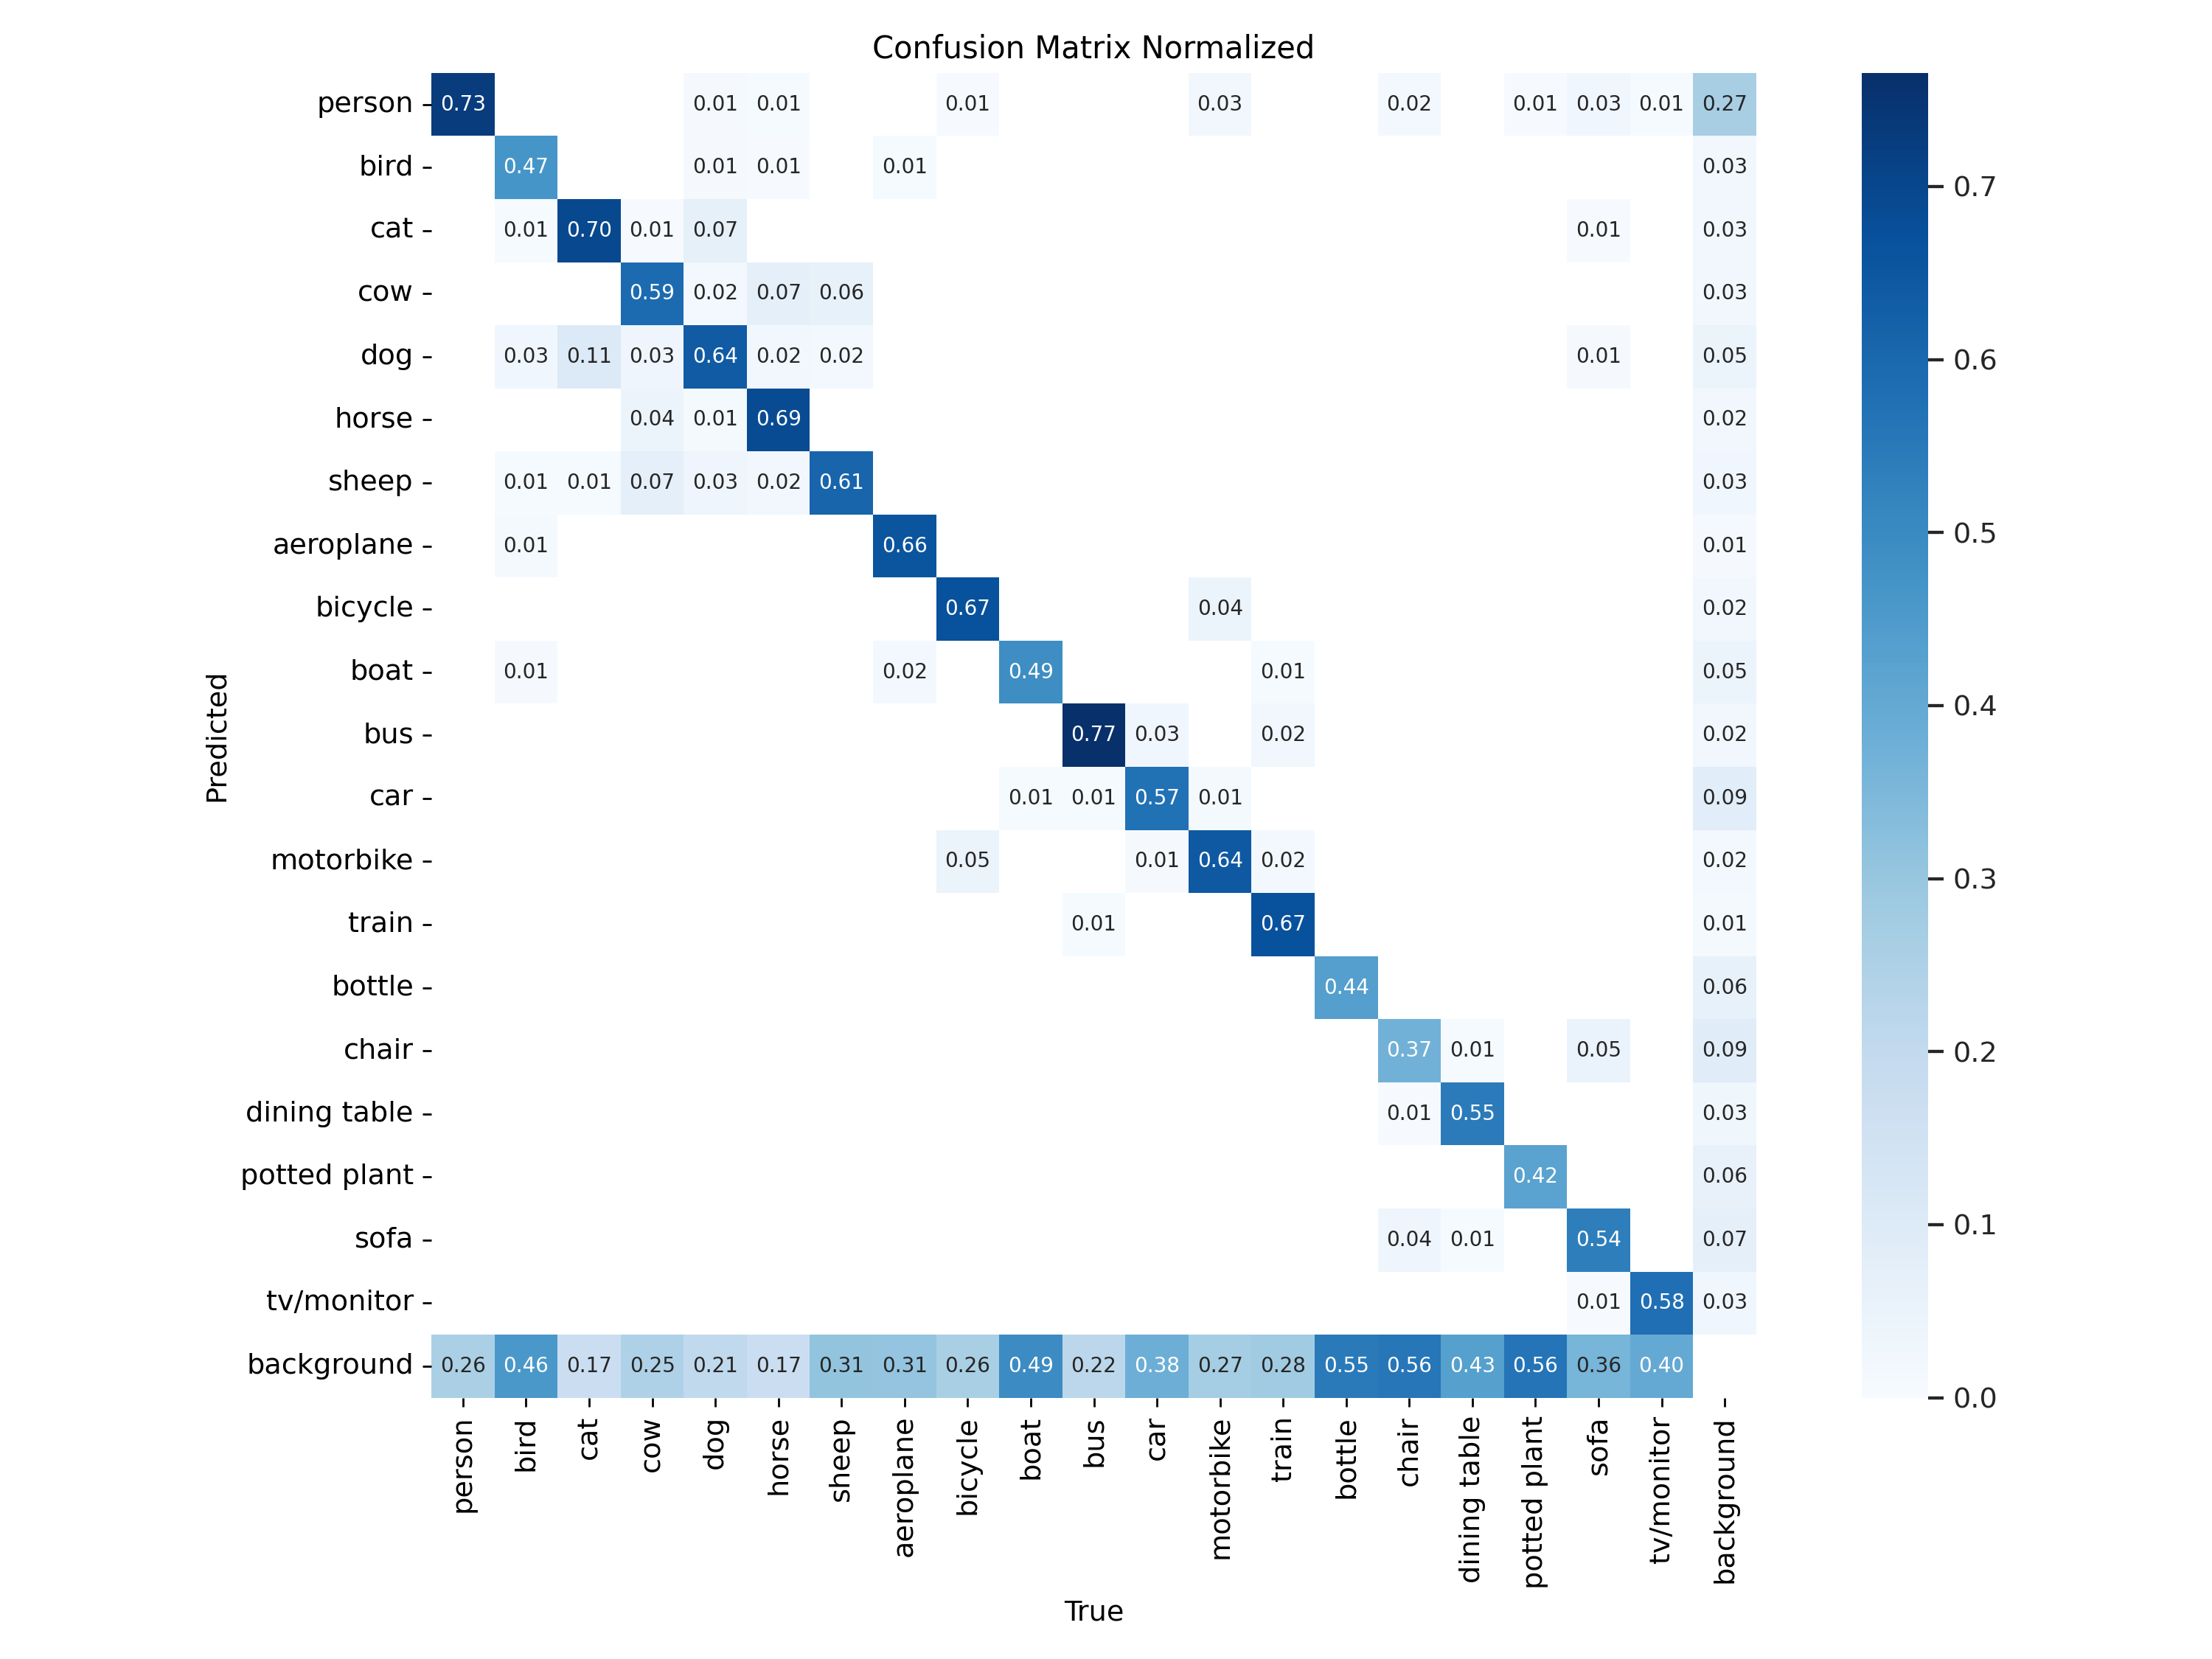 Confusion Matrix Normalized
person 0.73 0.01 0.01 0.01 0.03 0.02 0.01 0.03 0.01 0.27
bird 0.47 0.01 0.01 0.01 0.03
cat 0.01 0.70 0.01 0.07 0.01 0.03
cow 0.59 0.02 0.07 0.06 0.03
dog 0.03 0.11 0.03 0.64 0.02 0.02 0.01 0.05
horse 0.04 0.01 0.69 0.02
sheep 0.01 0.01 0.07 0.03 0.02 0.61 0.03
aeroplane 0.01 0.66 0.01
bicycle 0.67 0.04 0.02
boat 0.01 0.02 0.49 0.01 0.05
bus 0.77 0.03 0.02 0.02
car 0.01 0.01 0.57 0.01 0.09
motorbike 0.05 0.01 0.64 0.02 0.02
train 0.01 0.67 0.01
bottle 0.44 0.06
chair 0.37 0.01 0.05 0.09
dining table 0.01 0.55 0.03
potted plant 0.42 0.06
sofa 0.04 0.01 0.54 0.07
tv/monitor 0.01 0.58 0.03
background 0.26 0.46 0.17 0.25 0.21 0.17 0.31 0.31 0.26 0.49 0.22 0.38 0.27 0.28 0.55 0.56 0.43 0.56 0.36 0.40
person bird cat cow dog horse sheep aeroplane bicycle boat bus car motorbike train bottle chair dining table potted plant sofa tv/monitor background
True
Predicted
0.7
0.6
0.5
0.4
0.3
0.2
0.1
0.0